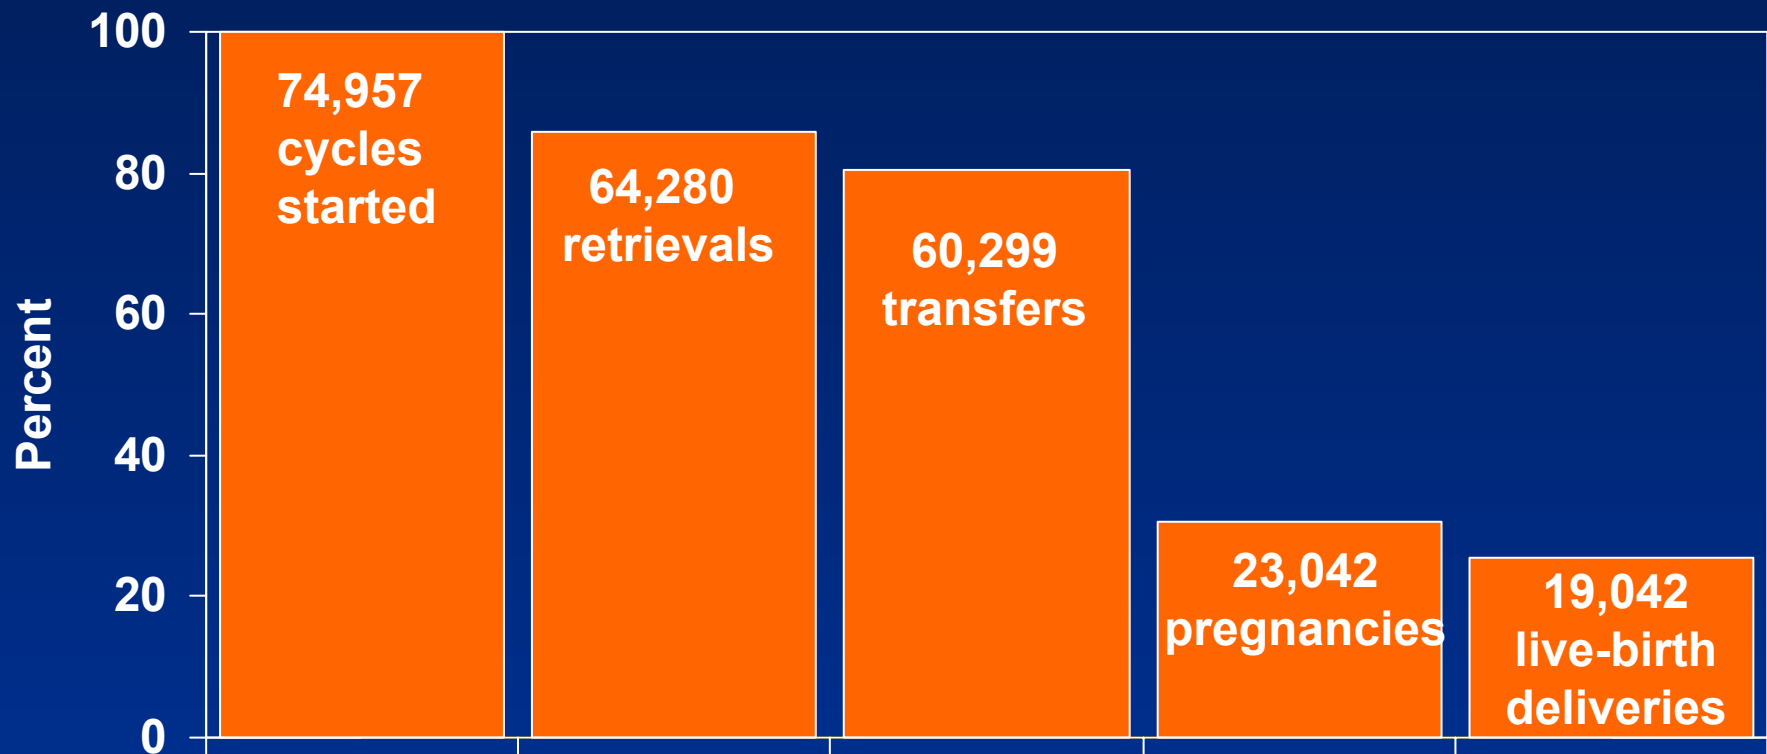 Percent
100
80
60
40
20
0
74,957
cycles
started
64,280
retrievals
60,299
transfers
23,042
pregnancies
19,042
live-birth
deliveries